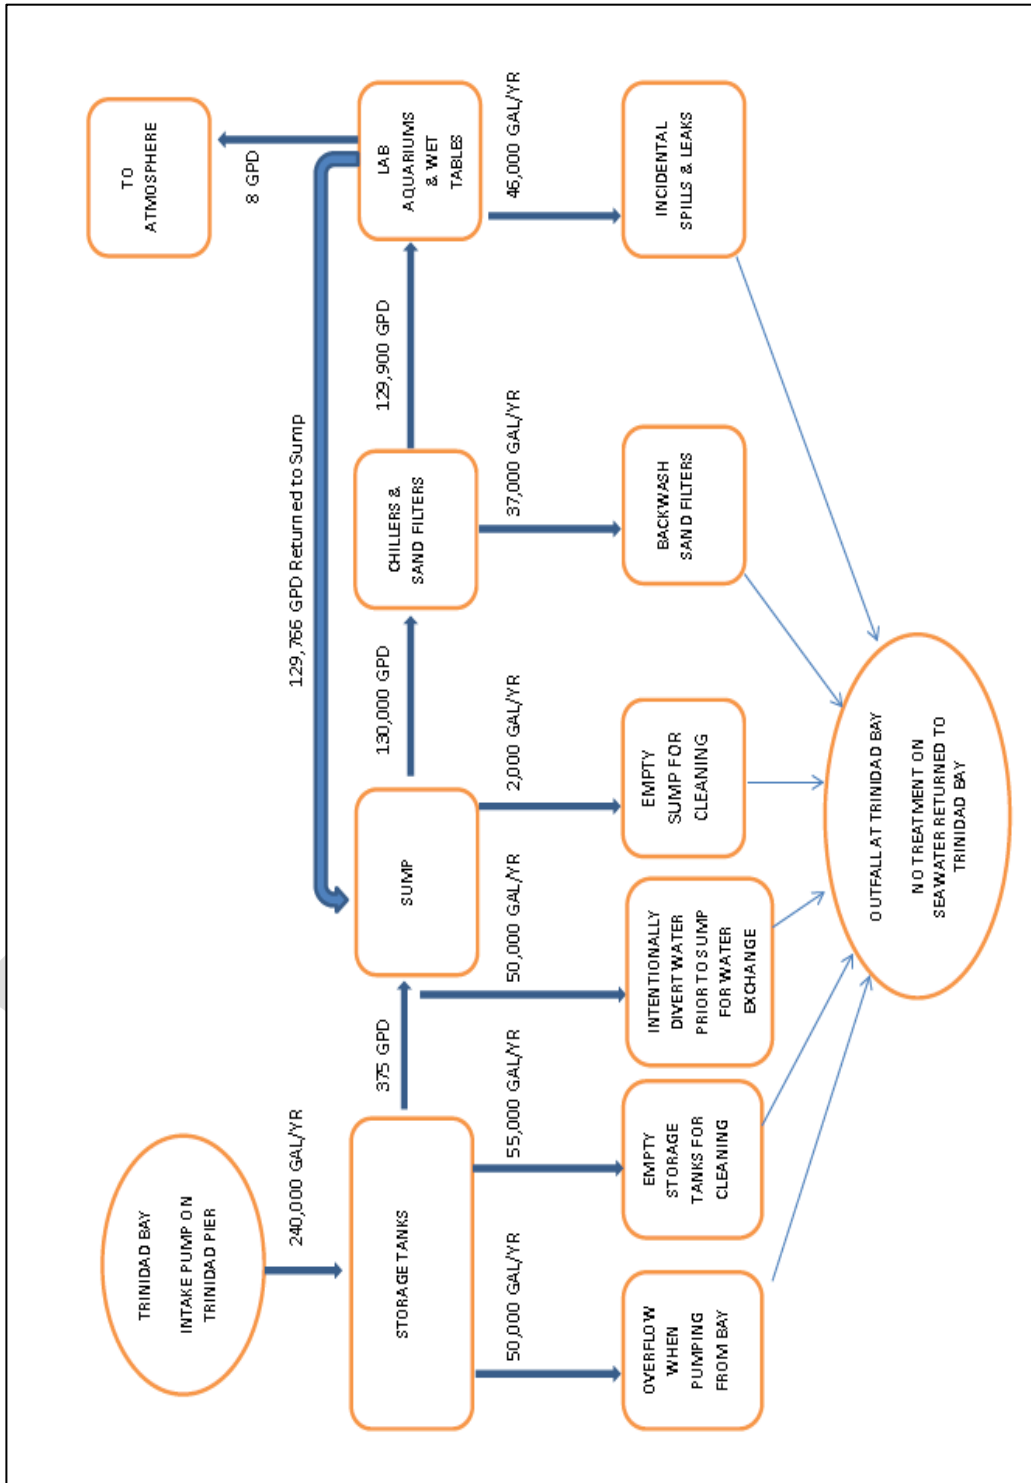 TRINIDAD BAY
INTAKE PUMP ON
TRINIDAD PIER
240,000 GAL/YR
STORAGE TANKS
375 GPD
SUMP
130,000 GPD
CHILLERS &
SAND FILTERS
129,900 GPD
LAB
AQUARIUMS
& WET
TABLES
8 GPD
TO
ATMOSPHERE
129,766 GPD Returned to Sump
50,000 GAL/YR
55,000 GAL/YR
50,000 GAL/YR
2,000 GAL/YR
37,000 GAL/YR
46,000 GAL/YR
OVERFLOW
WHEN
PUMPING
FROM BAY
EMPTY
STORAGE
TANKS FOR
CLEANING
INTENTIONALLY
DIVERT WATER
PRIOR TO SUMP
FOR WATER
EXCHANGE
EMPTY
SUMP FOR
CLEANING
BACKWASH
SAND FILTERS
INCIDENTAL
SPILLS & LEAKS
OUTFALL AT TRINIDAD BAY
NO TREATMENT ON
SEAWATER RETURNED TO
TRINIDAD BAY